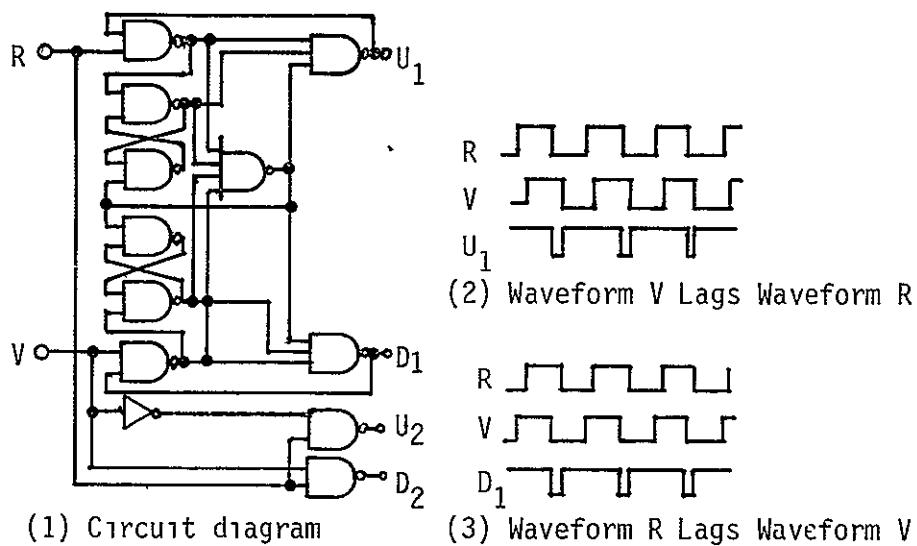 R
U1
V
D1
U2
D2
(1) Circuit diagram
R
V
U1
(2) Waveform V Lags Waveform R
R
V
D1
(3) Waveform R Lags Waveform V